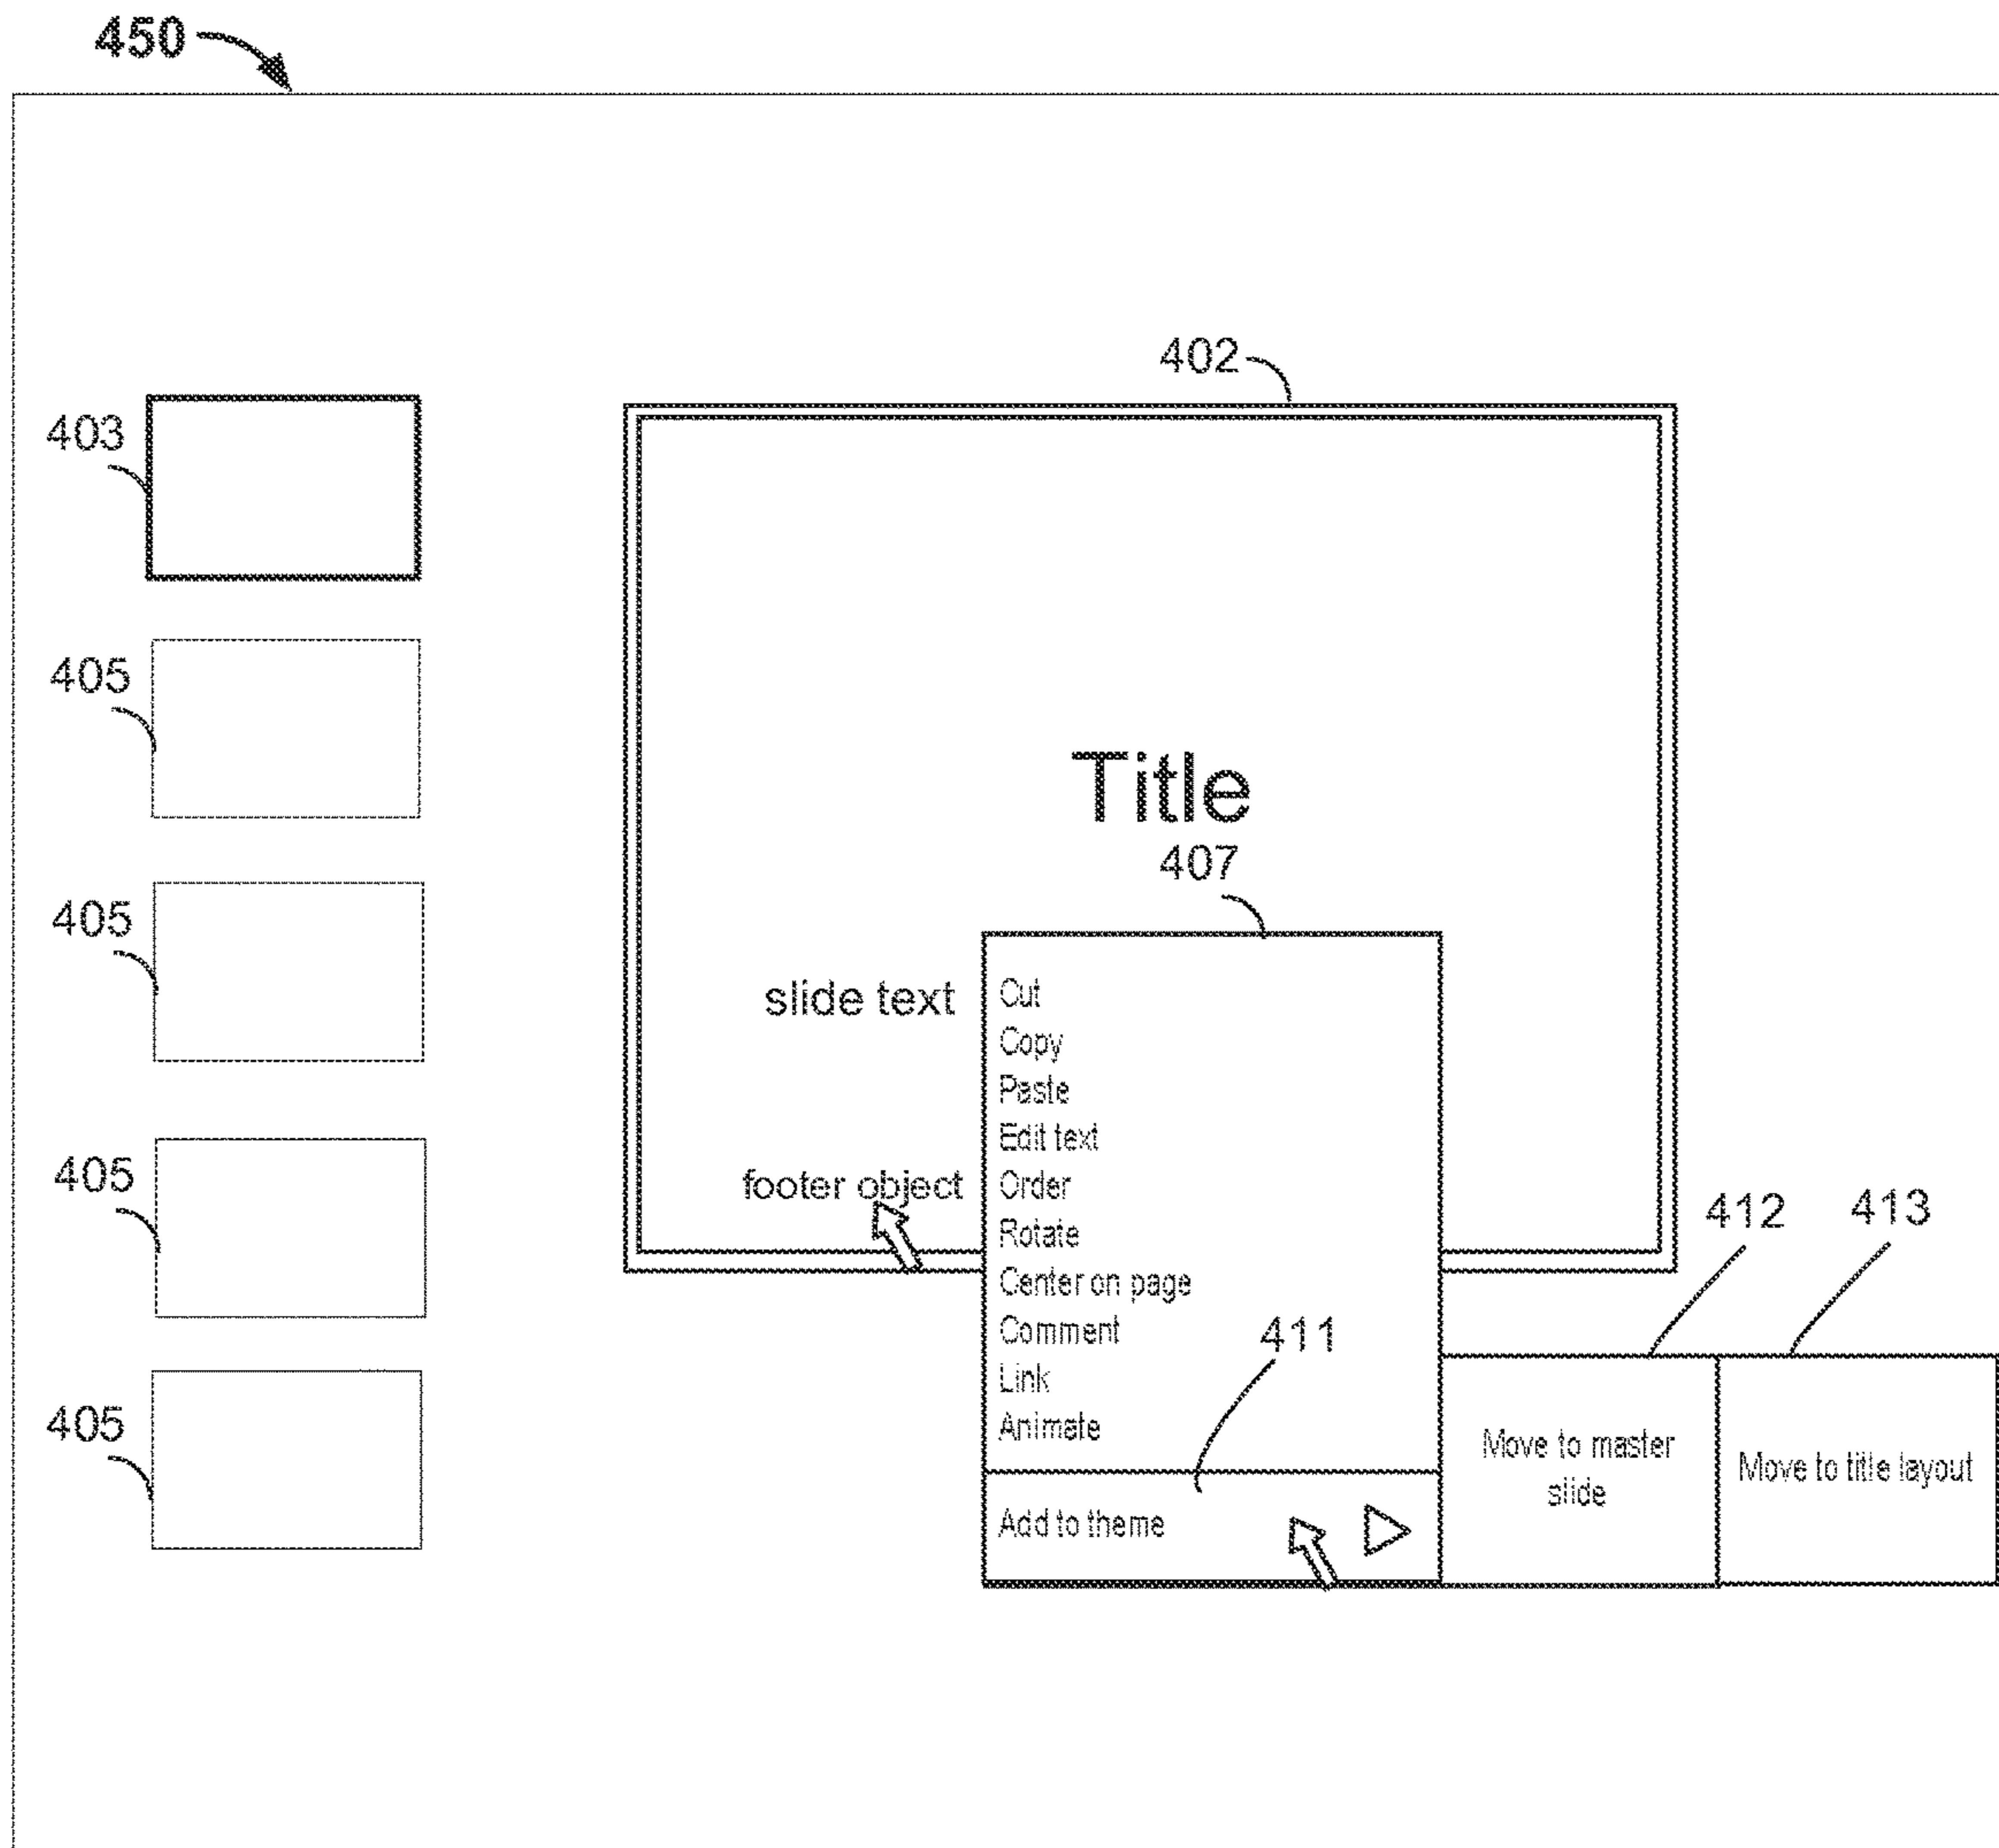 450
402
403
405
Title
407
405
slide text
Cut
Copy
Paste
Edit text
405
footer object
Order
Rotate
Center on page
Comment
Link
Animate
412
413
411
405
Move to master
slide
Move to title layout
Add to theme